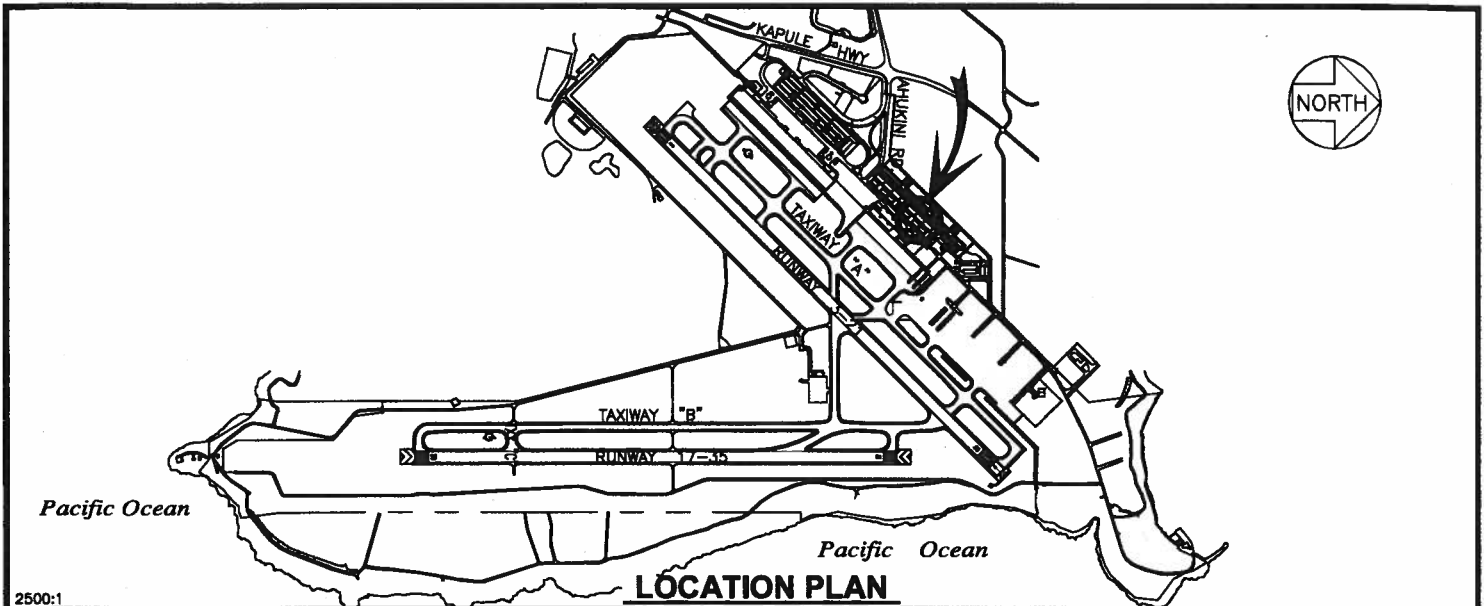 KAPULE HWY
AHUKINI RD
NORTH
TAXIWAY "A"
RUNWAY
TAXIWAY "B"
RUNWAY 17-35
Pacific Ocean
Pacific Ocean
LOCATION PLAN
2500:1